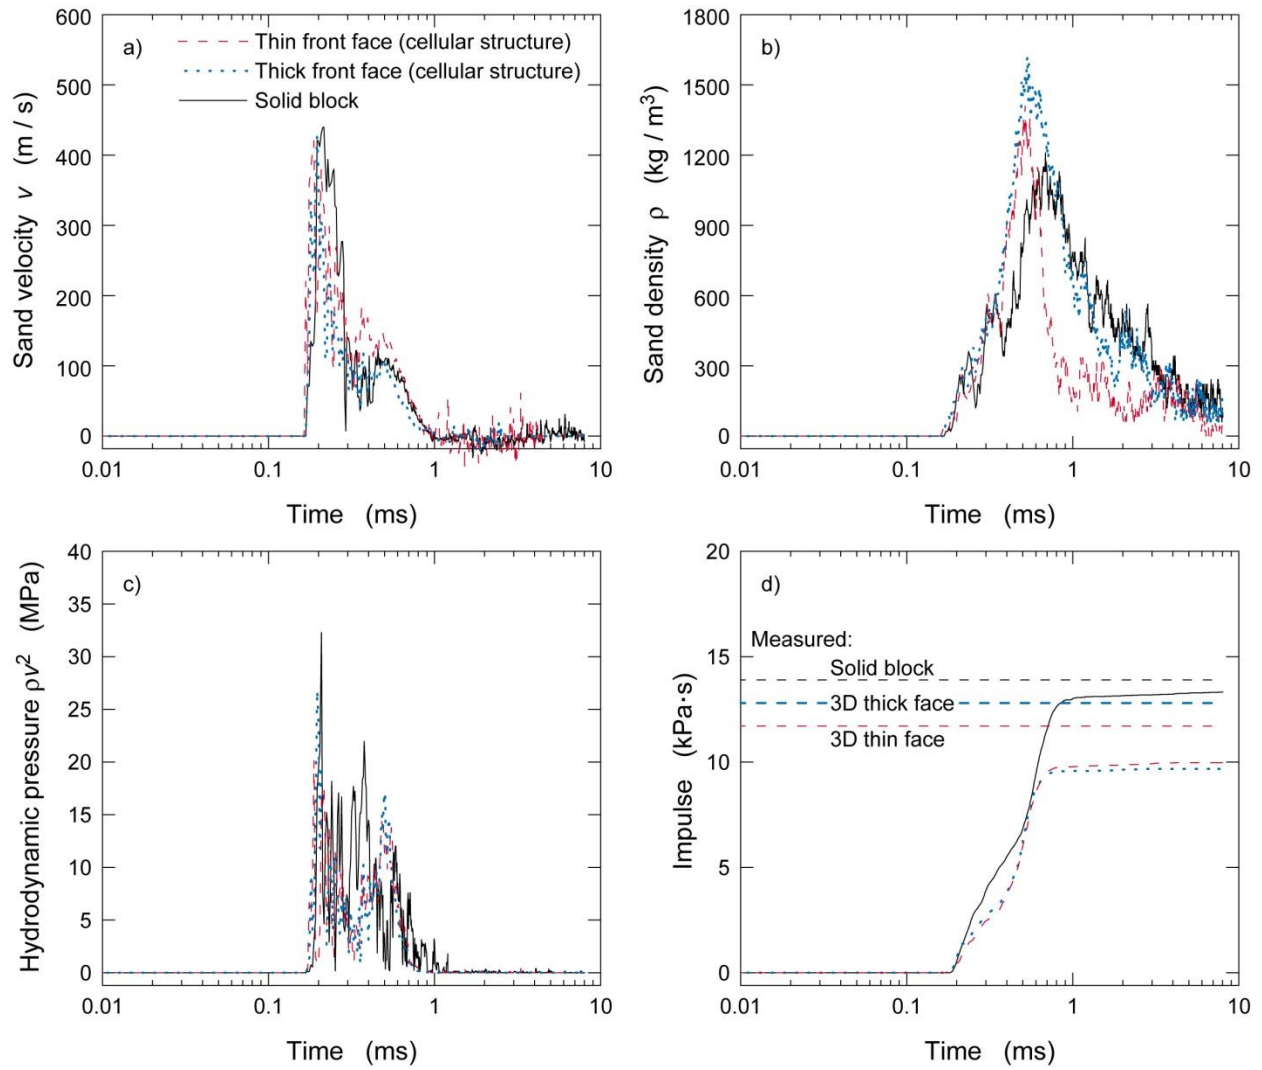 a)
Thin front face (cellular structure)
Thick front face (cellular structure)
Solid block
600
500
400
300
200
100
0
Sand velocity v (m / s)
0.01 0.1 1 10
Time (ms)
b)
1800
1500
1200
900
600
300
0
Sand density ρ (kg / m³)
0.01 0.1 1 10
Time (ms)
c)
40
35
30
25
20
15
10
5
0
Hydrodynamic pressure ρv² (MPa)
0.01 0.1 1 10
Time (ms)
d)
20
15
10
5
0
Impulse (kPa·s)
Measured:
Solid block
3D thick face
3D thin face
0.01 0.1 1 10
Time (ms)